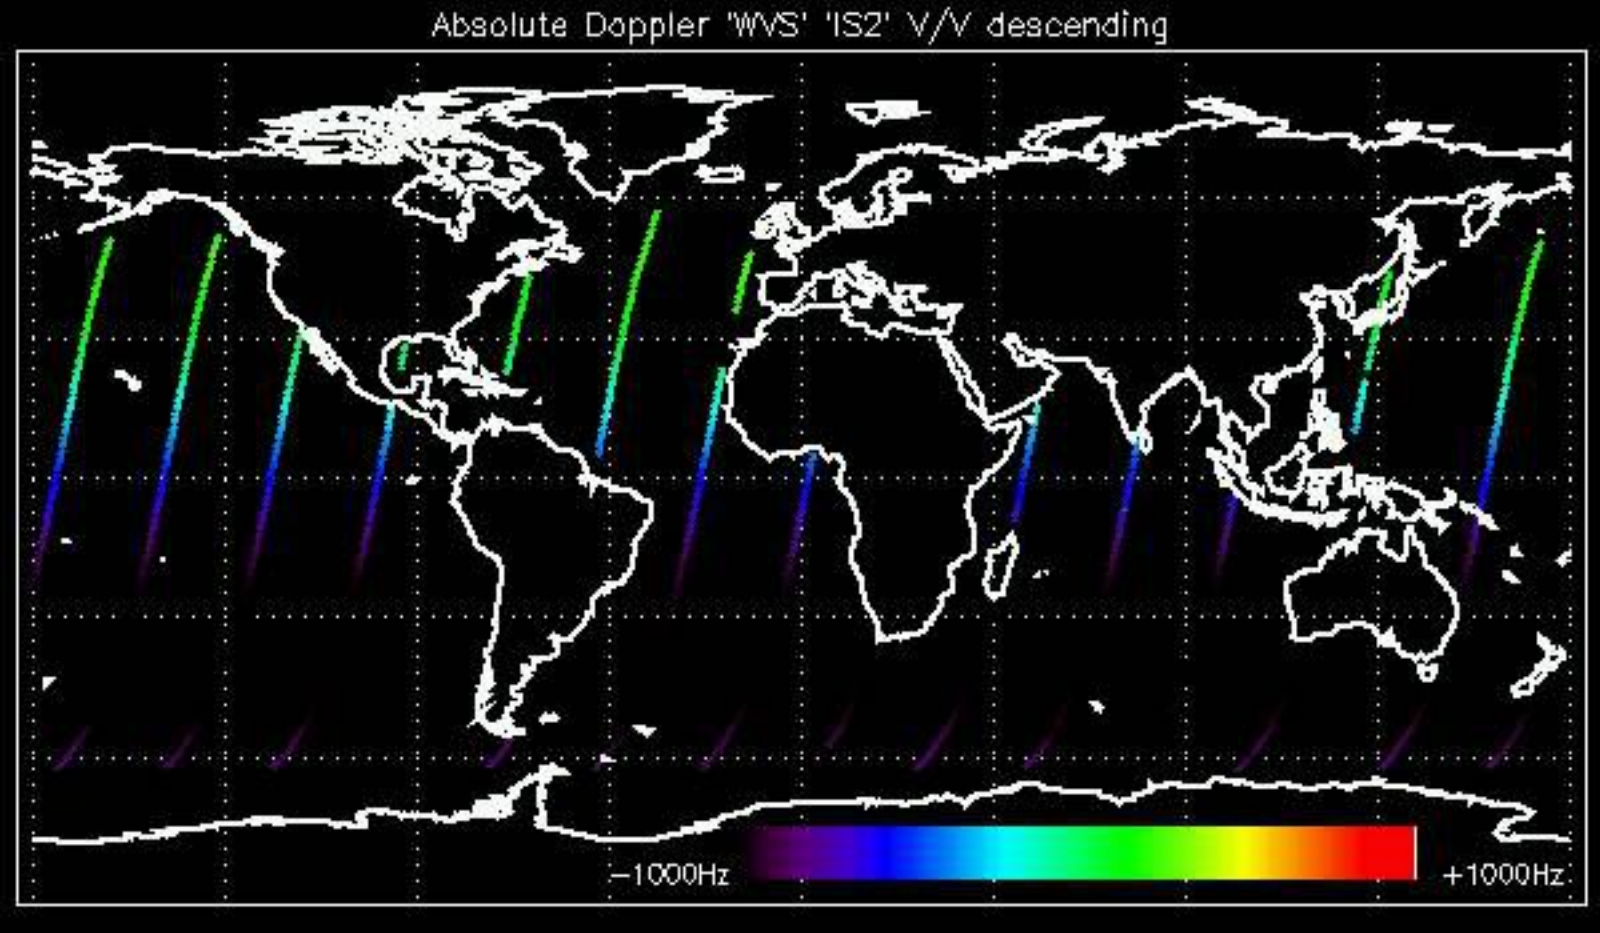 Absolute Doppler 'WVS' 'IS2' V/V descending
−1000Hz +1000Hz